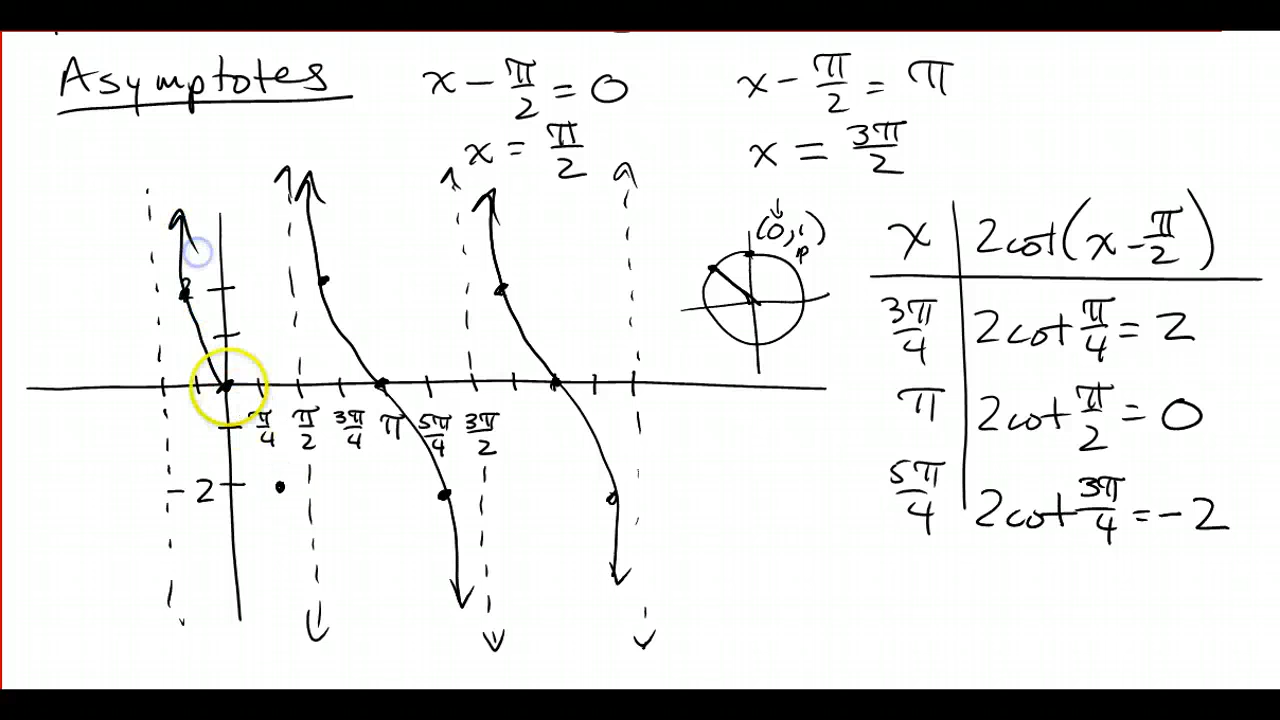 Asymptotes
x - π/2 = 0
x = π/2
x - π/2 = π
x = 3π/2
(0,1)
x | 2cot(x - π/2)
3π/4 | 2cot π/4 = 2
π | 2cot π/2 = 0
5π/4 | 2cot 3π/4 = -2
2
π/4 π/2 3π/4 π 5π/4 3π/2
-2